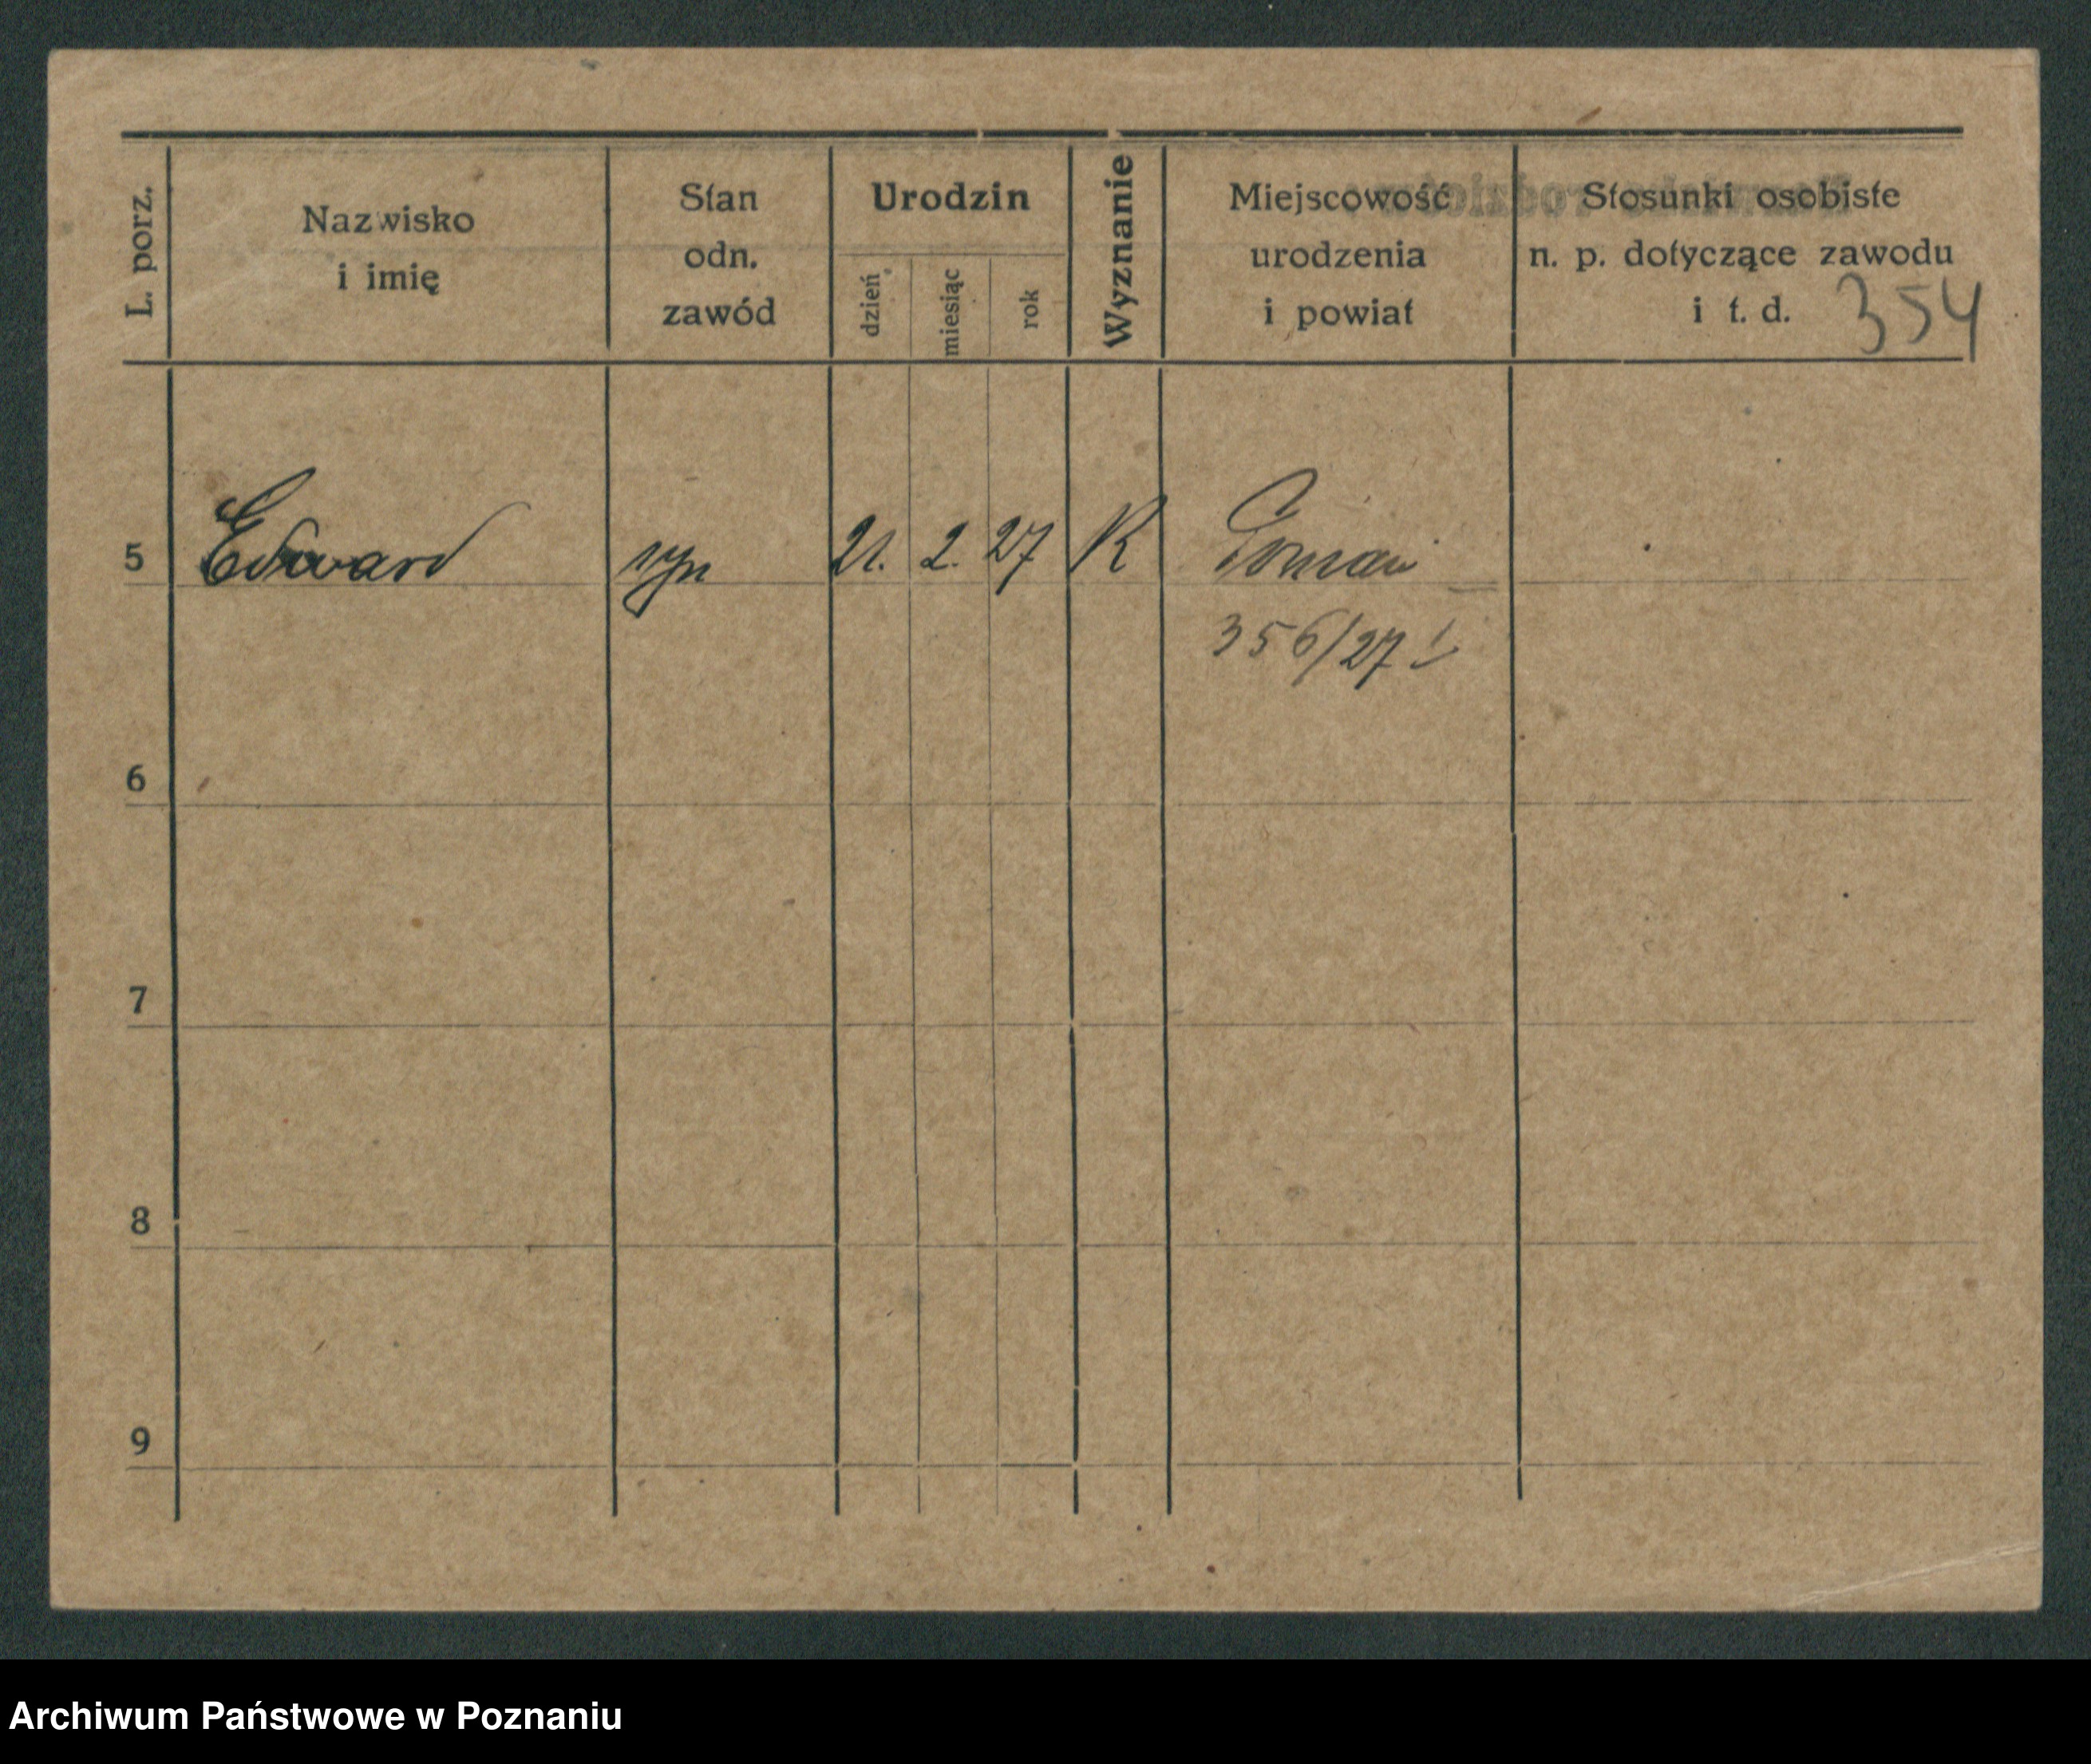 L. porz.
Nazwisko
i imię
Stan
odn.
zawód
Urodzin
dzień
miesiąc
rok
Wyznanie
Miejscowość
urodzenia
i powiat
Stosunki osobiste
n. p. dotyczące zawodu
i t. d.
354
5 Edward syn 21. 2. 27 K Poznań
356/27
6
7
8
9
Archiwum Państwowe w Poznaniu